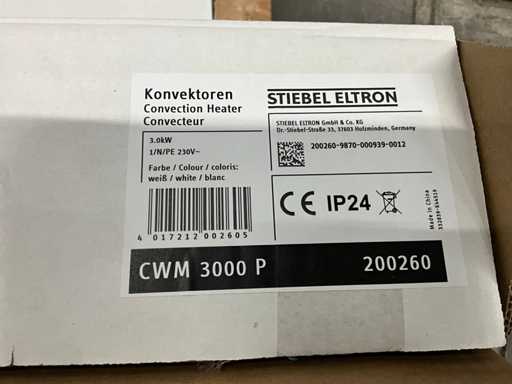 Konvektoren
Convection Heater
Convecteur
3.0kW
1/N/PE 230V~
Farbe / Colour / coloris:
weiß / white / blanc
4 017212 002605
STIEBEL ELTRON
STIEBEL ELTRON GmbH & Co. KG
Dr.-Stiebel-Straße 33, 37603 Holzminden, Germany
200260-9870-000939-0012
CE IP24
Made in China
CWM 3000 P 200260